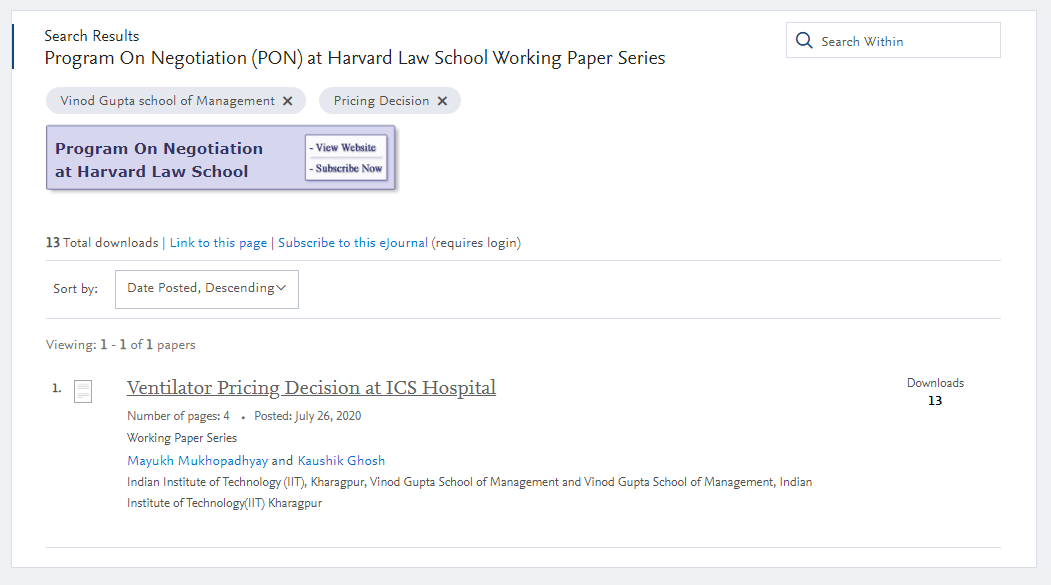 Search Results
Program On Negotiation (PON) at Harvard Law School Working Paper Series
Search Within
Vinod Gupta school of Management ×
Pricing Decision ×
Program On Negotiation
at Harvard Law School
- View Website
- Subscribe Now
13 Total downloads | Link to this page | Subscribe to this eJournal (requires login)
Sort by:
Date Posted, Descending
Viewing: 1 - 1 of 1 papers
1.
Ventilator Pricing Decision at ICS Hospital
Number of pages: 4 • Posted: July 26, 2020
Working Paper Series
Mayukh Mukhopadhyay and Kaushik Ghosh
Indian Institute of Technology (IIT), Kharagpur, Vinod Gupta School of Management and Vinod Gupta School of Management, Indian
Institute of Technology(IIT) Kharagpur
Downloads
13